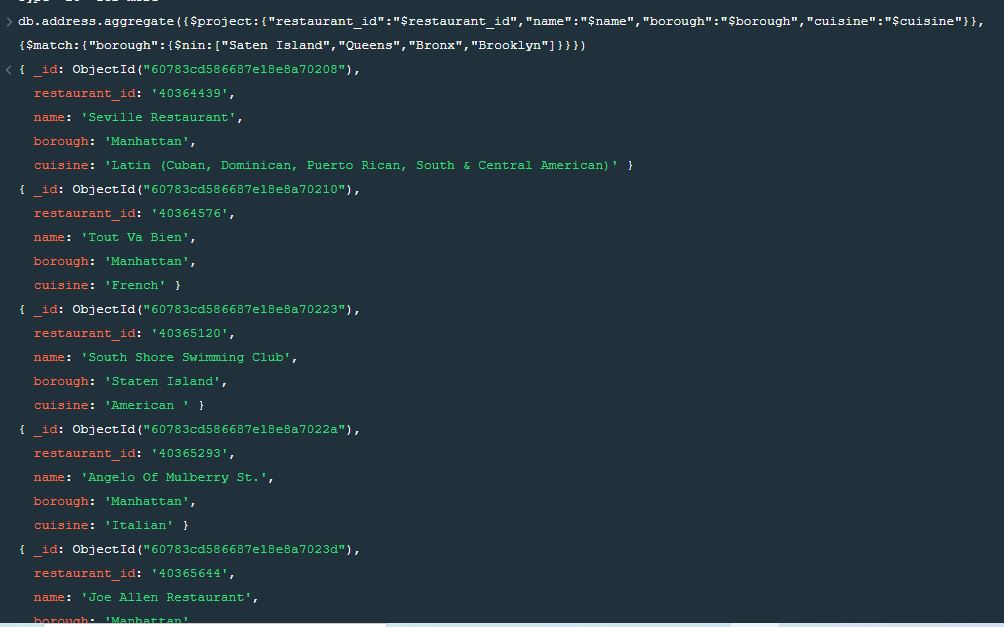 > db.address.aggregate({$project:{"restaurant_id":"$restaurant_id","name":"$name","borough":"$borough","cuisine":"$cuisine"}},
{$match:{"borough":{$nin:["Saten Island","Queens","Bronx","Brooklyn"]}}})
< { _id: ObjectId("60783cd586687e18e8a70208"),
restaurant_id: '40364439',
name: 'Seville Restaurant',
borough: 'Manhattan',
cuisine: 'Latin (Cuban, Dominican, Puerto Rican, South & Central American)' }
{ _id: ObjectId("60783cd586687e18e8a70210"),
restaurant_id: '40364576',
name: 'Tout Va Bien',
borough: 'Manhattan',
cuisine: 'French' }
{ _id: ObjectId("60783cd586687e18e8a70223"),
restaurant_id: '40365120',
name: 'South Shore Swimming Club',
borough: 'Staten Island',
cuisine: 'American ' }
{ _id: ObjectId("60783cd586687e18e8a7022a"),
restaurant_id: '40365293',
name: 'Angelo Of Mulberry St.',
borough: 'Manhattan',
cuisine: 'Italian' }
{ _id: ObjectId("60783cd586687e18e8a7023d"),
restaurant_id: '40365644',
name: 'Joe Allen Restaurant',
borough: 'Manhattan'